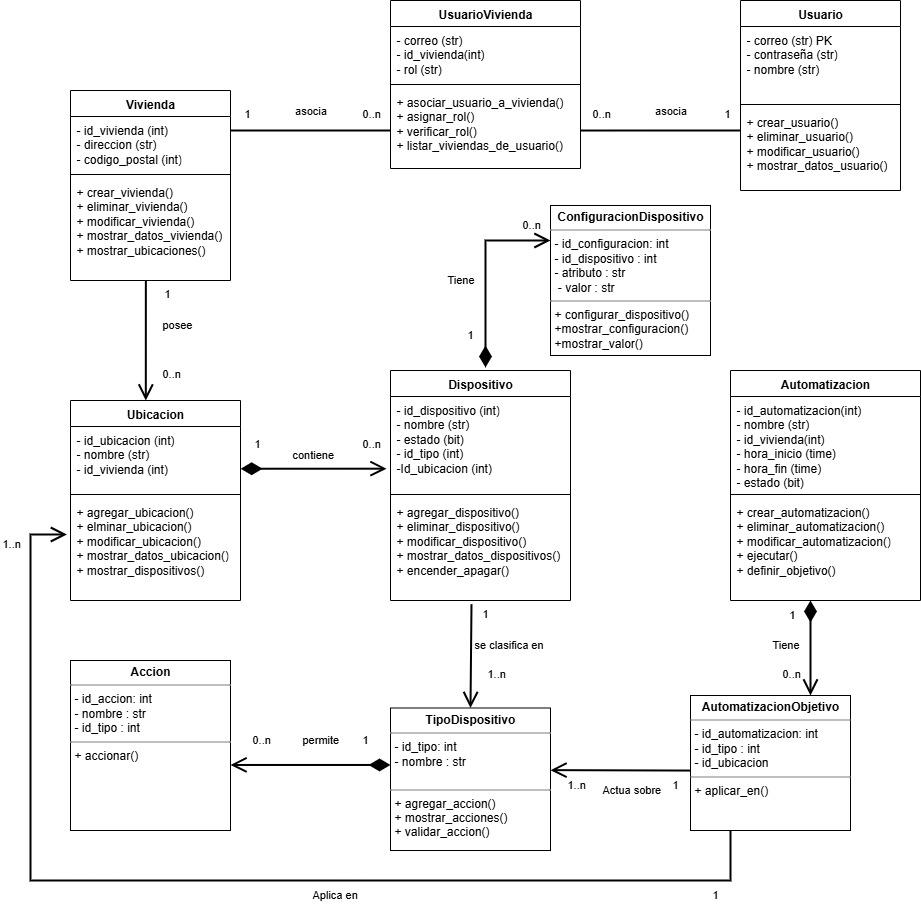 UsuarioVivienda
- correo (str)
- id_vivienda(int)
- rol (str)
+ asociar_usuario_a_vivienda()
+ asignar_rol()
+ verificar_rol()
+ listar_viviendas_de_usuario()
Usuario
- correo (str) PK
- contraseña (str)
- nombre (str)
+ crear_usuario()
+ eliminar_usuario()
+ modificar_usuario()
+ mostrar_datos_usuario()
Vivienda
- id_vivienda (int)
- direccion (str)
- codigo_postal (int)
+ crear_vivienda()
+ eliminar_vivienda()
+ modificar_vivienda()
+ mostrar_datos_vivienda()
+ mostrar_ubicaciones()
1
asocia
0..n
0..n
asocia
1
ConfiguracionDispositivo
- id_configuracion: int
- id_dispositivo : int
- atributo : str
- valor : str
+ configurar_dispositivo()
+mostrar_configuracion()
+mostrar_valor()
0..n
Tiene
1
1
posee
0..n
Ubicacion
- id_ubicacion (int)
- nombre (str)
- id_vivienda (int)
+ agregar_ubicacion()
+ elminar_ubicacion()
+ modificar_ubicacion()
+ mostrar_datos_ubicacion()
+ mostrar_dispositivos()
1
contiene
0..n
Dispositivo
- id_dispositivo (int)
- nombre (str)
- estado (bit)
- id_tipo (int)
-Id_ubicacion (int)
+ agregar_dispositivo()
+ eliminar_dispositivo()
+ modificar_dispositivo()
+ mostrar_datos_dispositivos()
+ encender_apagar()
Automatizacion
- id_automatizacion(int)
- nombre (str)
- id_vivienda(int)
- hora_inicio (time)
- hora_fin (time)
- estado (bit)
+ crear_automatizacion()
+ eliminar_automatizacion()
+ modificar_automatizacion()
+ ejecutar()
+ definir_objetivo()
1..n
1
se clasifica en
1..n
1
Tiene
0..n
Accion
- id_accion: int
- nombre : str
- id_tipo : int
+ accionar()
0..n
permite
1
TipoDispositivo
- id_tipo: int
- nombre : str
+ agregar_accion()
+ mostrar_acciones()
+ validar_accion()
1..n
Actua sobre
1
AutomatizacionObjetivo
- id_automatizacion: int
- id_tipo : int
- id_ubicacion
+ aplicar_en()
Aplica en
1